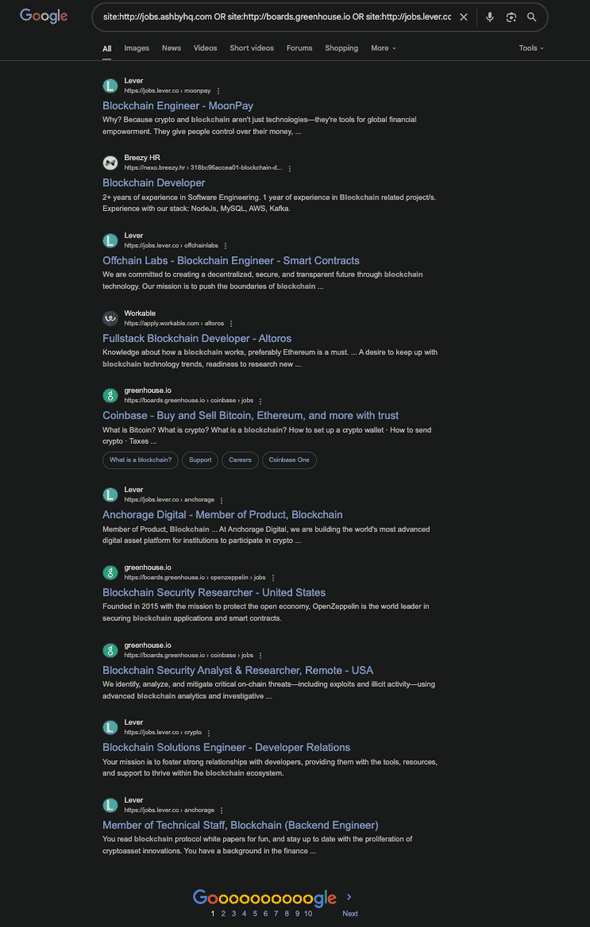 Google
site:http://jobs.ashbyhq.com OR site:http://boards.greenhouse.io OR site:http://jobs.lever.cc
All Images News Videos Short videos Forums Shopping More Tools
Lever
https://jobs.lever.co › moonpay
Blockchain Engineer - MoonPay
Why? Because crypto and blockchain aren't just technologies—they're tools for global financial
empowerment. They give people control over their money, ...
Breezy HR
https://nexo.breezy.hr › 318bc96accea01-blockchain-d...
Blockchain Developer
2+ years of experience in Software Engineering. 1 year of experience in Blockchain related project/s.
Experience with our stack: NodeJs, MySQL, AWS, Kafka.
Lever
https://jobs.lever.co › offchainlabs
Offchain Labs - Blockchain Engineer - Smart Contracts
We are committed to creating a decentralized, secure, and transparent future through blockchain
technology. Our mission is to push the boundaries of blockchain ...
Workable
https://apply.workable.com › altoros
Fullstack Blockchain Developer - Altoros
Knowledge about how a blockchain works, preferably Ethereum is a must. ... A desire to keep up with
blockchain technology trends, readiness to research new ...
greenhouse.io
https://boards.greenhouse.io › coinbase › jobs
Coinbase - Buy and Sell Bitcoin, Ethereum, and more with trust
What is Bitcoin? What is crypto? What is a blockchain? How to set up a crypto wallet · How to send
crypto · Taxes ...
What is a blockchain? Support Careers Coinbase One
Lever
https://jobs.lever.co › anchorage
Anchorage Digital - Member of Product, Blockchain
Member of Product, Blockchain ... At Anchorage Digital, we are building the world's most advanced
digital asset platform for institutions to participate in crypto ...
greenhouse.io
https://boards.greenhouse.io › openzeppelin › jobs
Blockchain Security Researcher - United States
Founded in 2015 with the mission to protect the open economy, OpenZeppelin is the world leader in
securing blockchain applications and smart contracts.
greenhouse.io
https://boards.greenhouse.io › coinbase › jobs
Blockchain Security Analyst & Researcher, Remote - USA
We identify, analyze, and mitigate critical on-chain threats—including exploits and illicit activity—using
advanced blockchain analytics and investigative ...
Lever
https://jobs.lever.co › crypto
Blockchain Solutions Engineer - Developer Relations
Your mission is to foster strong relationships with developers, providing them with the tools, resources,
and support to thrive within the blockchain ecosystem.
Lever
https://jobs.lever.co › anchorage
Member of Technical Staff, Blockchain (Backend Engineer)
You read blockchain protocol white papers for fun, and stay up to date with the proliferation of
cryptoasset innovations. You have a background in the finance ...
Goooooooooogle >
1 2 3 4 5 6 7 8 9 10 Next